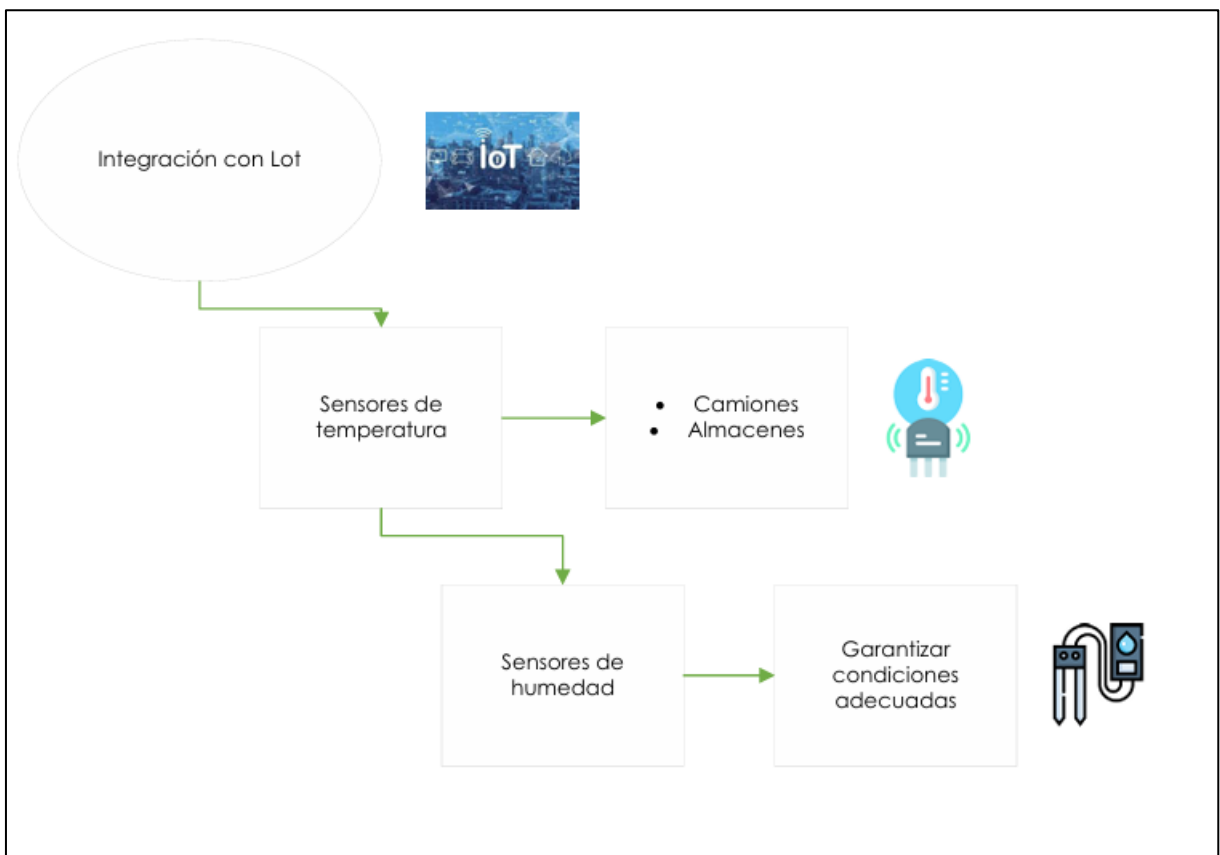 Integración con Lot
IoT
Sensores de
temperatura
• Camiones
• Almacenes
Sensores de
humedad
Garantizar
condiciones
adecuadas